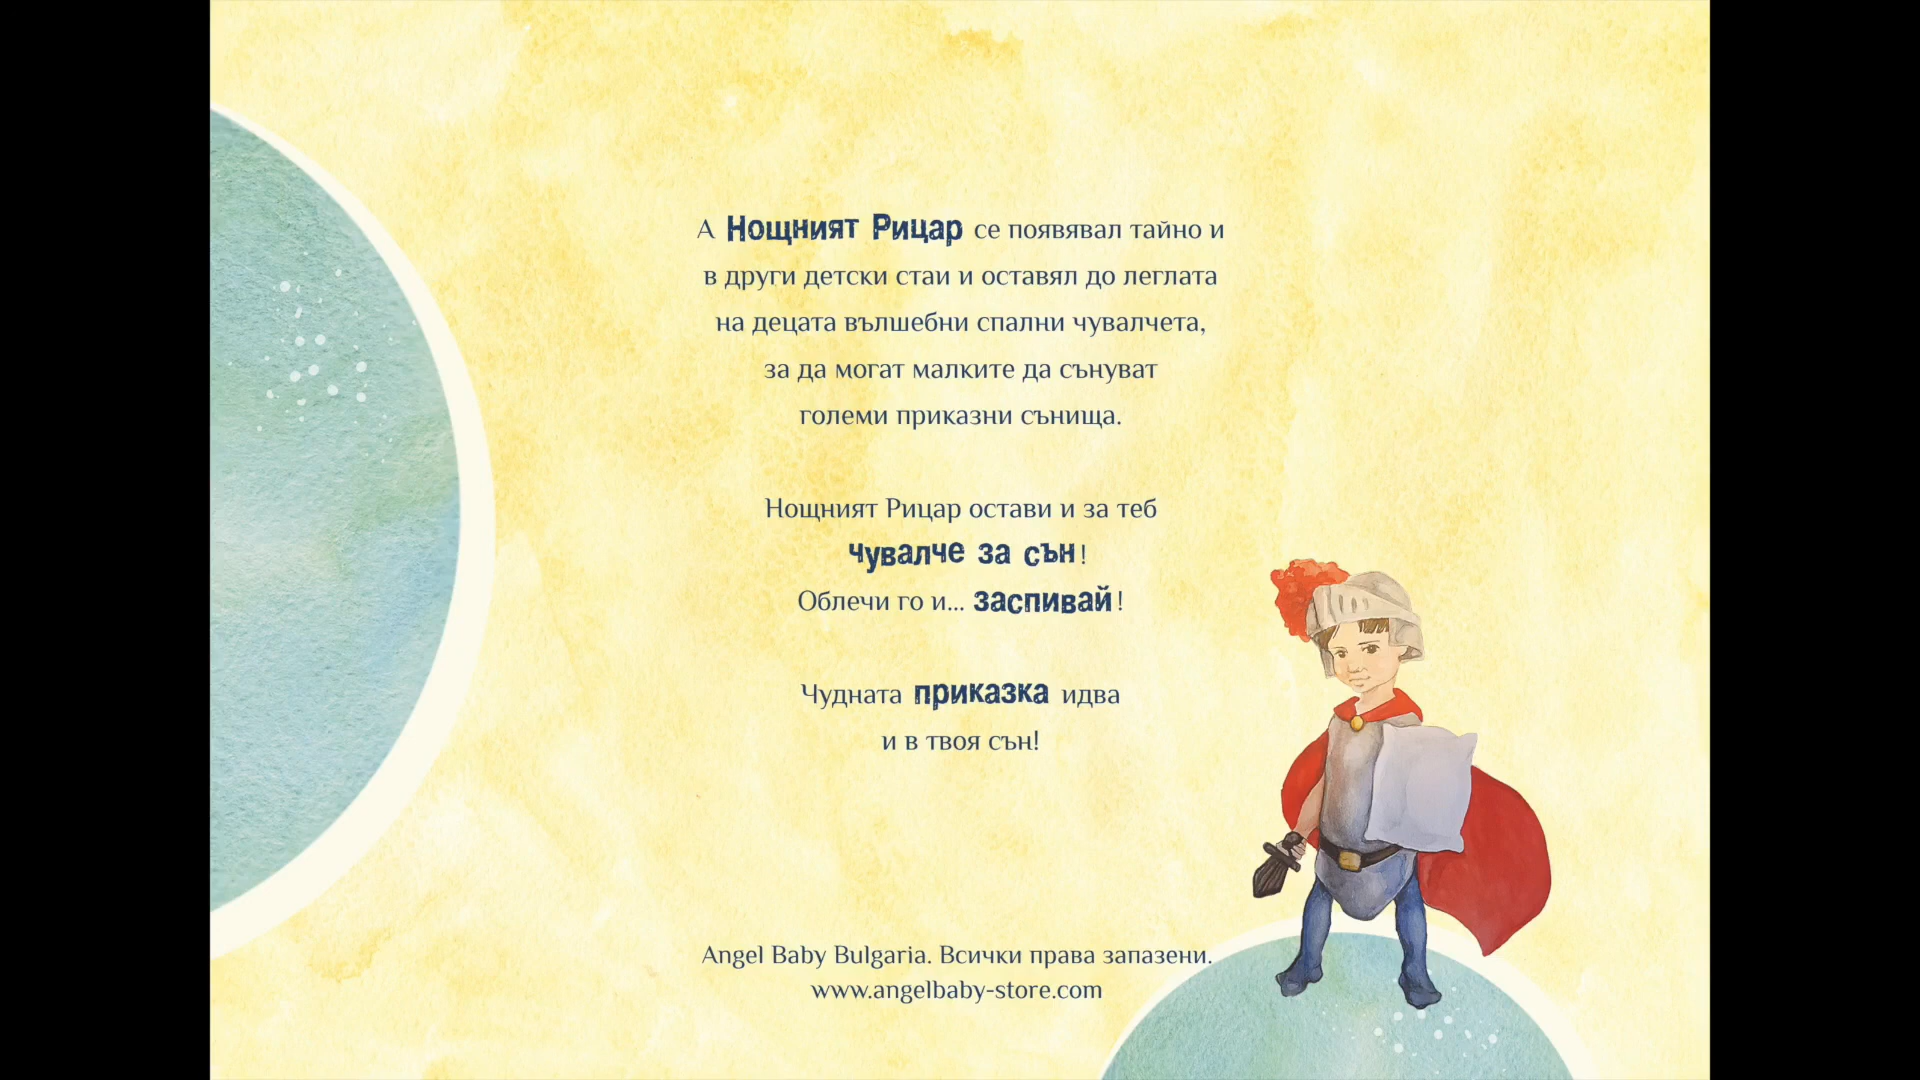 А Нощният Рицар се появявал тайно и
в други детски стаи и оставял до леглата
на децата вълшебни спални чувалчета,
за да могат малките да сънуват
големи приказни сънища.
Нощният Рицар остави и за теб
чувалче за сън!
Облечи го и... заспивай!
Чудната приказка идва
и в твоя сън!
Angel Baby Bulgaria. Всички права запазени.
www.angelbaby-store.com